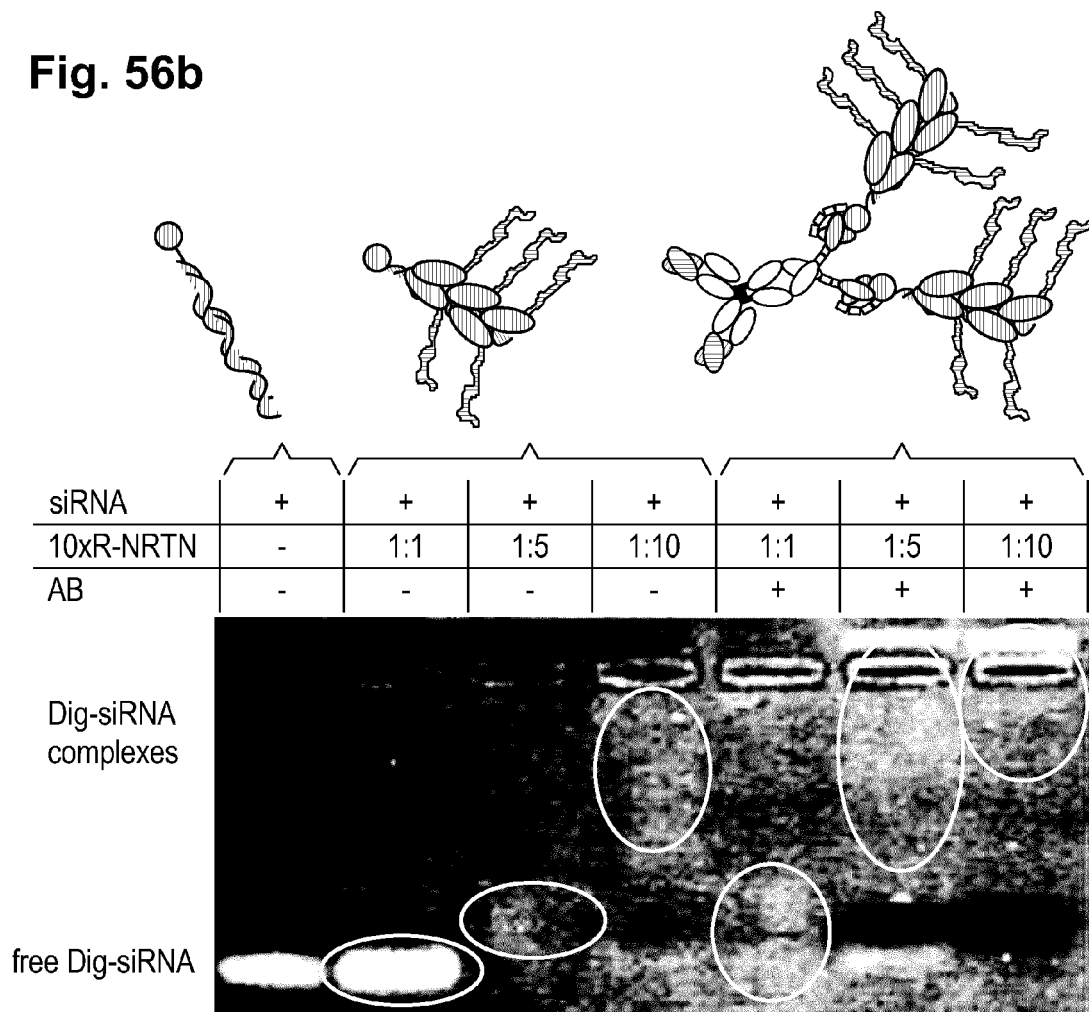 Fig. 56b
siRNA + + + + + + +
10xR-NRTN - 1:1 1:5 1:10 1:1 1:5 1:10
AB - - - - + + +
Dig-siRNA
complexes
free Dig-siRNA